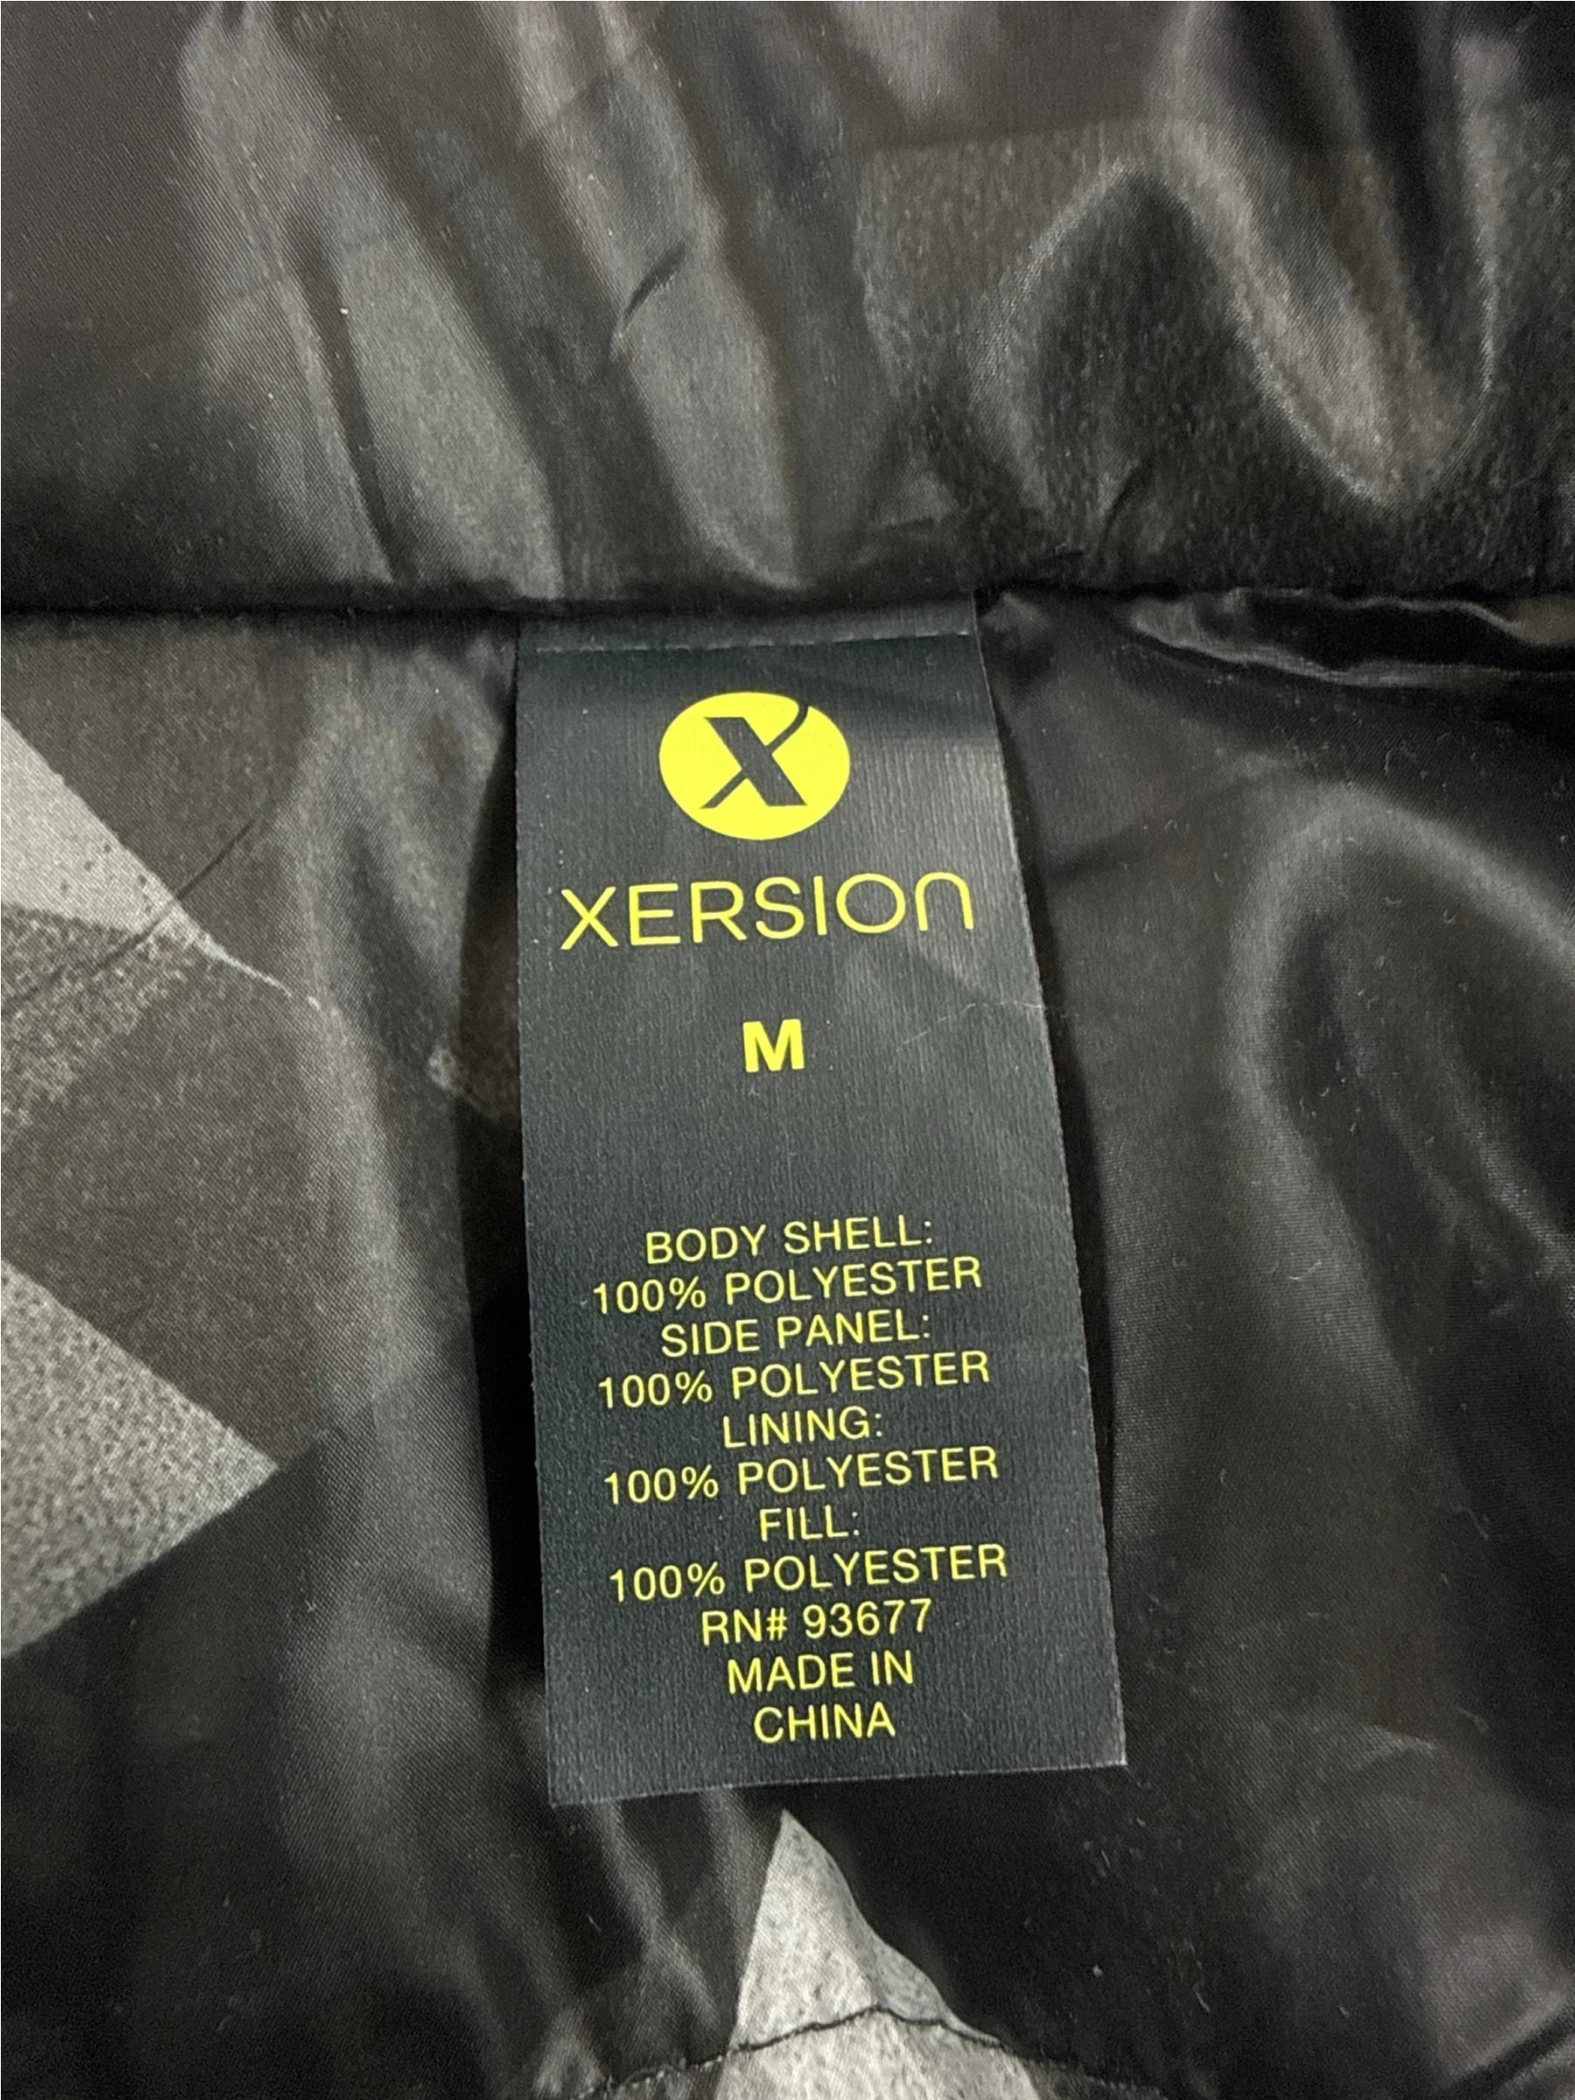 X
XERSION
M
BODY SHELL:
100% POLYESTER
SIDE PANEL:
100% POLYESTER
LINING:
100% POLYESTER
FILL:
100% POLYESTER
RN# 93677
MADE IN
CHINA